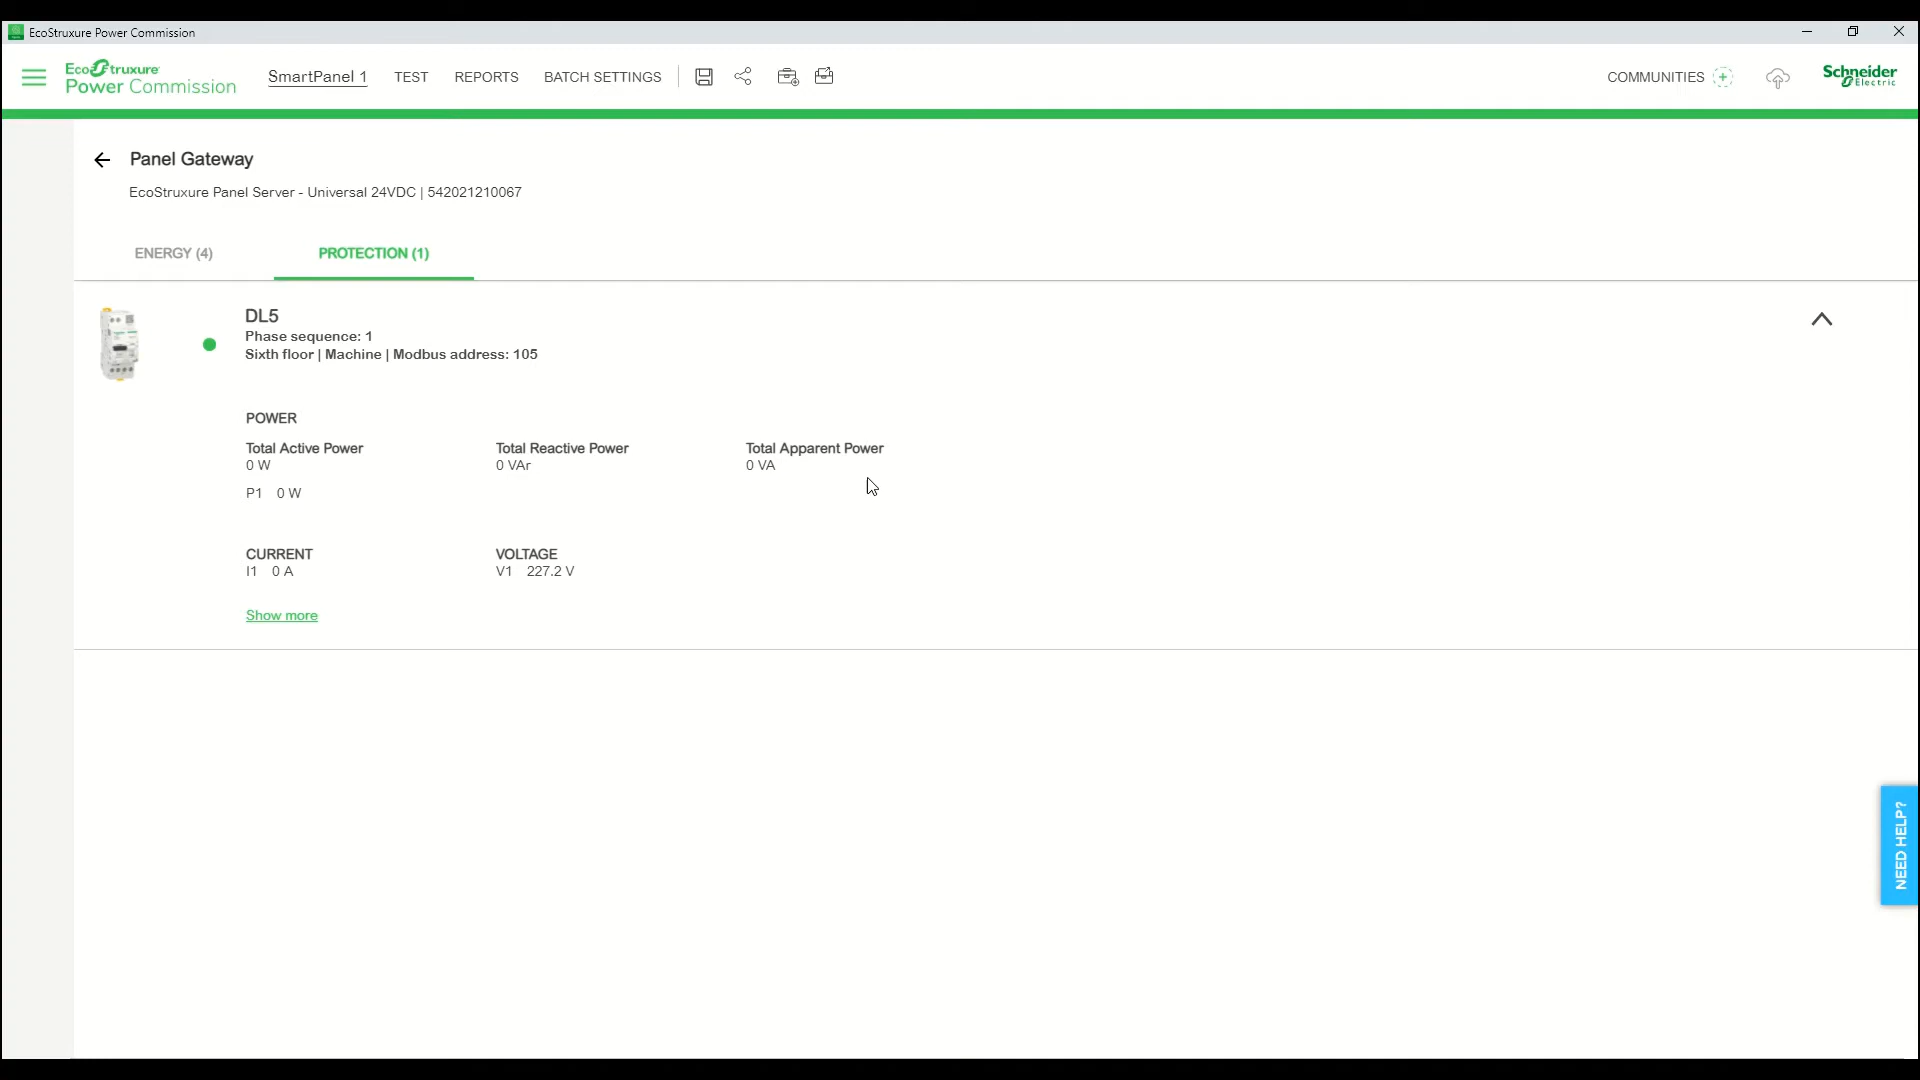 EcoStruxure Power Commission
EcoStruxure
Power Commission
SmartPanel 1
TEST
REPORTS
BATCH SETTINGS
COMMUNITIES
Schneider
Electric
Panel Gateway
EcoStruxure Panel Server - Universal 24VDC | 542021210067
ENERGY (4)
PROTECTION (1)
DL5
Phase sequence: 1
Sixth floor | Machine | Modbus address: 105
POWER
Total Active Power
0 W
P1 0 W
Total Reactive Power
0 VAr
Total Apparent Power
0 VA
CURRENT
I1 0 A
VOLTAGE
V1 227.2 V
Show more
NEED HELP?